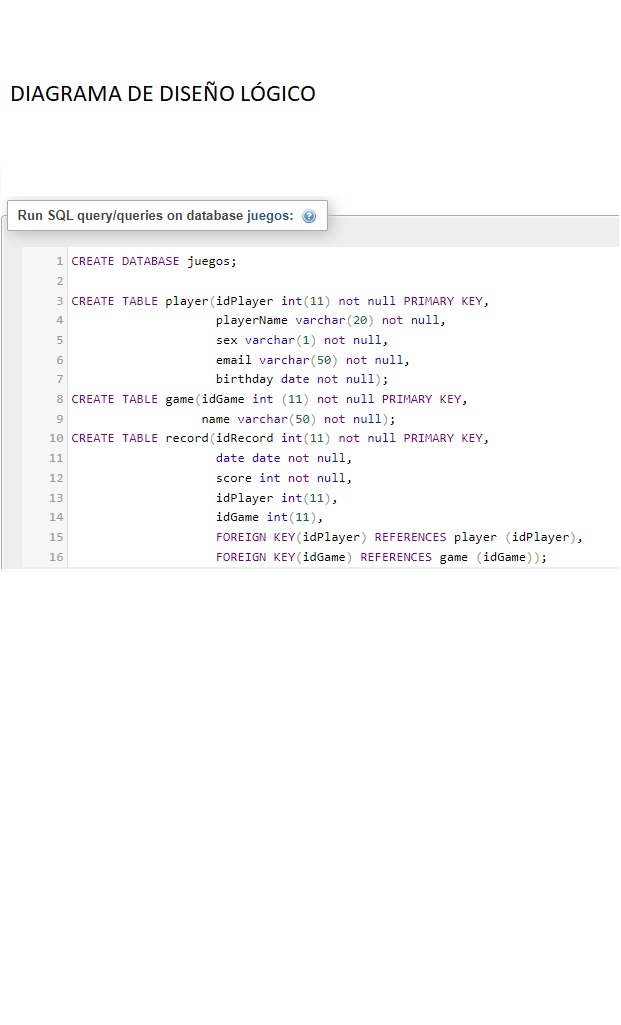 DIAGRAMA DE DISEÑO LÓGICO
Run SQL query/queries on database juegos:
1 CREATE DATABASE juegos;
2
3 CREATE TABLE player(idPlayer int(11) not null PRIMARY KEY,
4 playerName varchar(20) not null,
5 sex varchar(1) not null,
6 email varchar(50) not null,
7 birthday date not null);
8 CREATE TABLE game(idGame int (11) not null PRIMARY KEY,
9 name varchar(50) not null);
10 CREATE TABLE record(idRecord int(11) not null PRIMARY KEY,
11 date date not null,
12 score int not null,
13 idPlayer int(11),
14 idGame int(11),
15 FOREIGN KEY(idPlayer) REFERENCES player (idPlayer),
16 FOREIGN KEY(idGame) REFERENCES game (idGame));